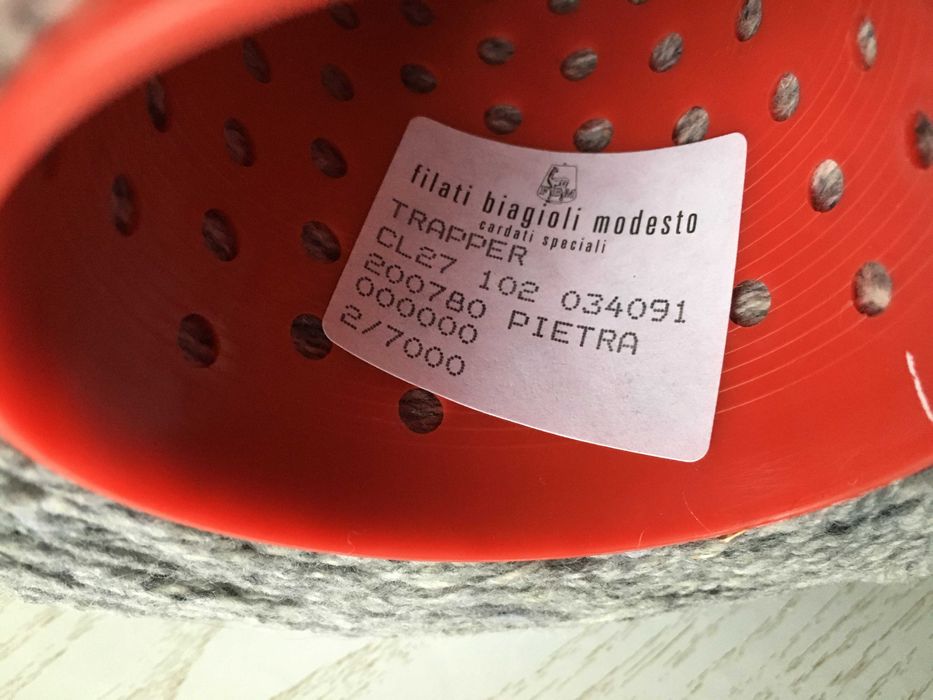 filati biagioli modesto
cardati speciali
TRAPPER
CL27 102 034091
200780 PIETRA
000000
2/7000